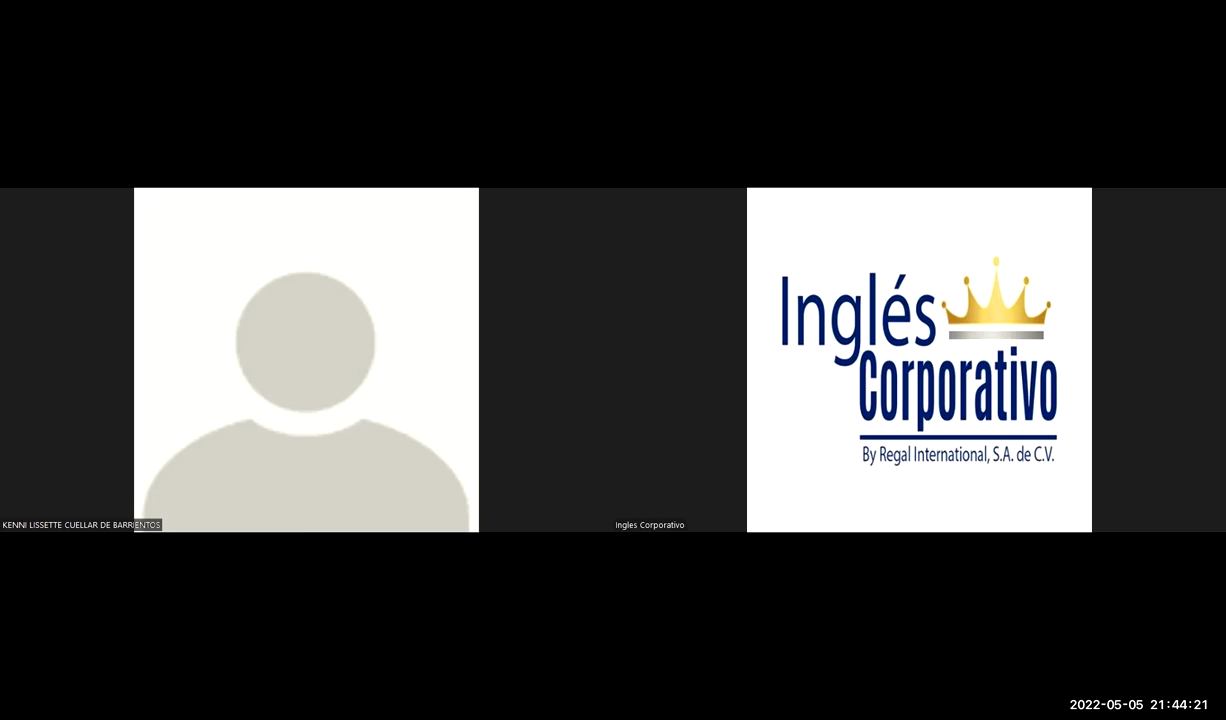 Inglés
Corporativo
By Regal International, S.A. de C.V.
KENNI LISSETTE CUELLAR DE BARRIENTOS
Ingles Corporativo
2022-05-05 21:44:21